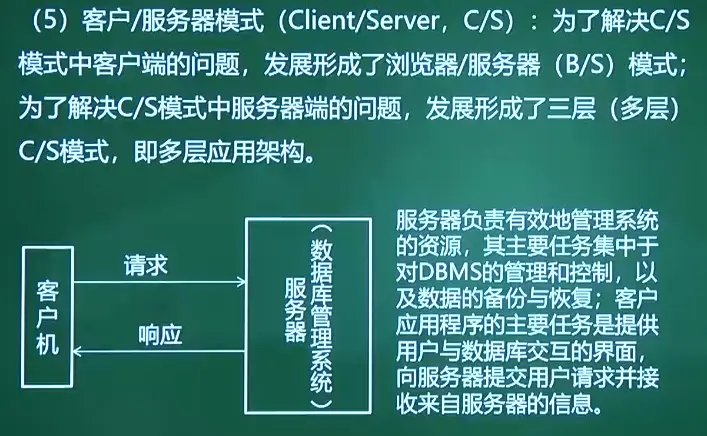 （5）客户/服务器模式（Client/Server，C/S）：为了解决C/S
模式中客户端的问题，发展形成了浏览器/服务器（B/S）模式；
为了解决C/S模式中服务器端的问题，发展形成了三层（多层）
C/S模式，即多层应用架构。
客户机
请求
响应
服务器
（数据库管理系统）
服务器负责有效地管理系统
的资源，其主要任务集中于
对DBMS的管理和控制，以
及数据的备份与恢复；客户
应用程序的主要任务是提供
用户与数据库交互的界面，
向服务器提交用户请求并接
收来自服务器的信息。